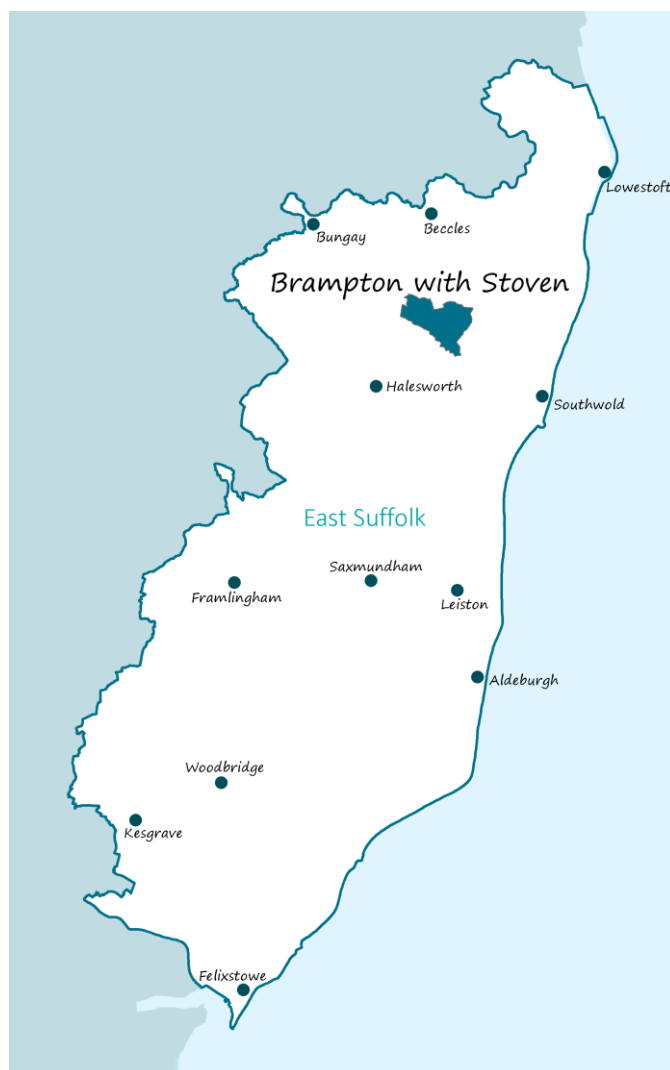 Lowestoft
Beccles
Bungay
Brampton with Stoven
Halesworth
Southwold
East Suffolk
Saxmundham
Framlingham
Leiston
Aldeburgh
Woodbridge
Kesgrave
Felixstowe